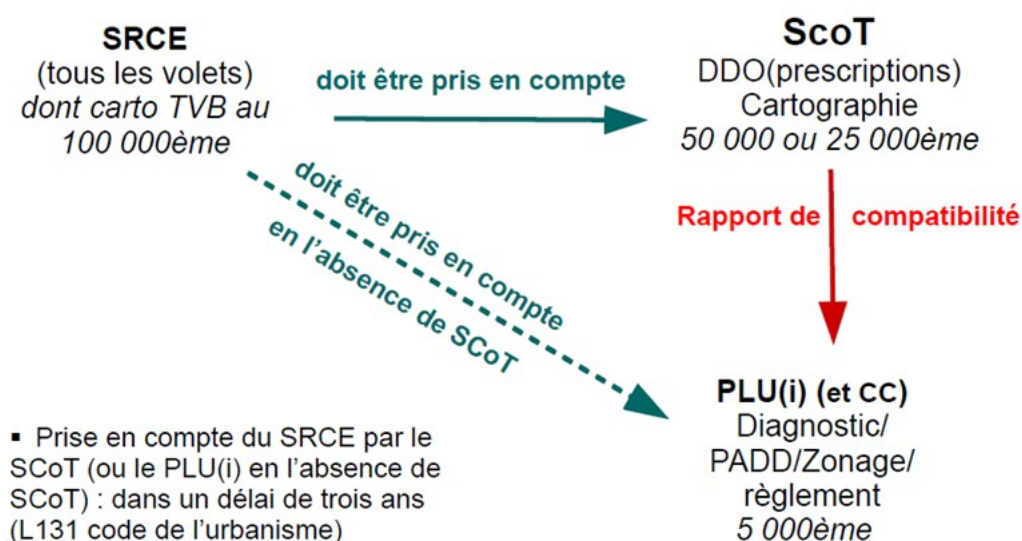 SRCE
(tous les volets)
dont carto TVB au
100 000ème
doit être pris en compte
ScoT
DDO(prescriptions)
Cartographie
50 000 ou 25 000ème
doit être pris en compte
en l'absence de SCoT
Rapport de compatibilité
PLU(i) (et CC)
Diagnostic/
PADD/Zonage/
règlement
5 000ème
▪ Prise en compte du SRCE par le
SCoT (ou le PLU(i) en l'absence de
SCoT) : dans un délai de trois ans
(L131 code de l'urbanisme)